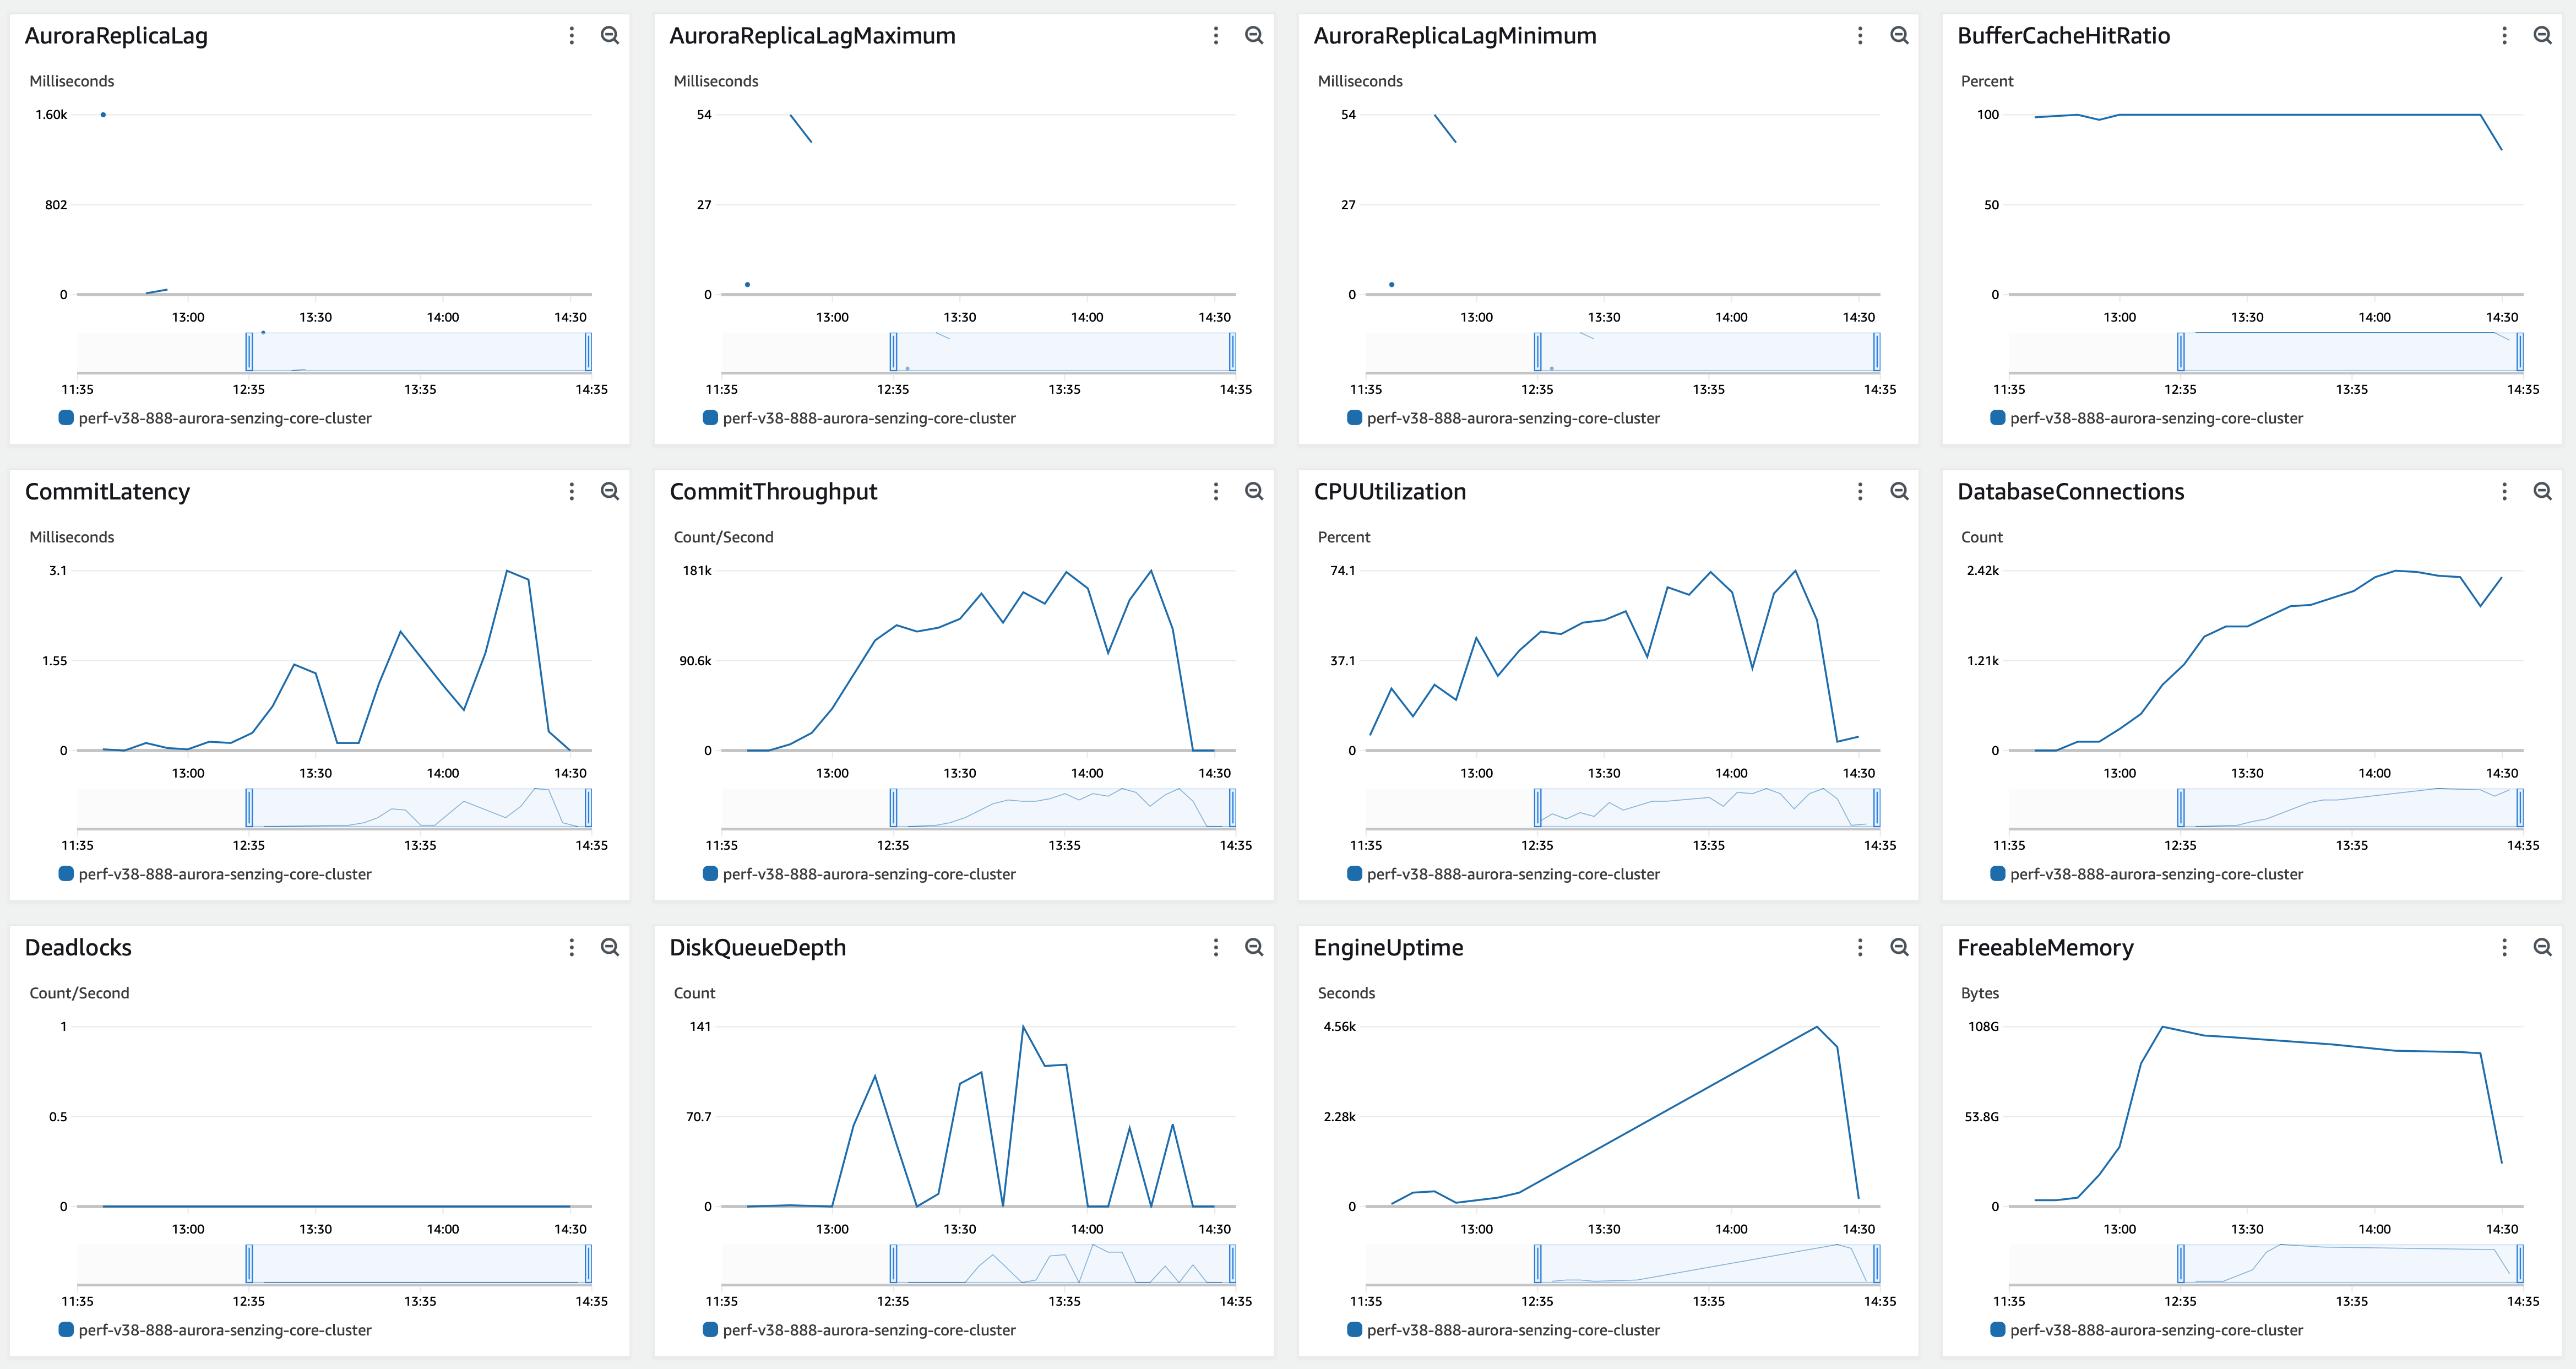 AuroraReplicaLag
Milliseconds
1.60k
802
0
13:00 13:30 14:00 14:30
11:35 12:35 13:35 14:35
perf-v38-888-aurora-senzing-core-cluster
AuroraReplicaLagMaximum
Milliseconds
54
27
0
13:00 13:30 14:00 14:30
11:35 12:35 13:35 14:35
perf-v38-888-aurora-senzing-core-cluster
AuroraReplicaLagMinimum
Milliseconds
54
27
0
13:00 13:30 14:00 14:30
11:35 12:35 13:35 14:35
perf-v38-888-aurora-senzing-core-cluster
BufferCacheHitRatio
Percent
100
50
0
13:00 13:30 14:00 14:30
11:35 12:35 13:35 14:35
perf-v38-888-aurora-senzing-core-cluster
CommitLatency
Milliseconds
3.1
1.55
0
13:00 13:30 14:00 14:30
11:35 12:35 13:35 14:35
perf-v38-888-aurora-senzing-core-cluster
CommitThroughput
Count/Second
181k
90.6k
0
13:00 13:30 14:00 14:30
11:35 12:35 13:35 14:35
perf-v38-888-aurora-senzing-core-cluster
CPUUtilization
Percent
74.1
37.1
0
13:00 13:30 14:00 14:30
11:35 12:35 13:35 14:35
perf-v38-888-aurora-senzing-core-cluster
DatabaseConnections
Count
2.42k
1.21k
0
13:00 13:30 14:00 14:30
11:35 12:35 13:35 14:35
perf-v38-888-aurora-senzing-core-cluster
Deadlocks
Count/Second
1
0.5
0
13:00 13:30 14:00 14:30
11:35 12:35 13:35 14:35
perf-v38-888-aurora-senzing-core-cluster
DiskQueueDepth
Count
141
70.7
0
13:00 13:30 14:00 14:30
11:35 12:35 13:35 14:35
perf-v38-888-aurora-senzing-core-cluster
EngineUptime
Seconds
4.56k
2.28k
0
13:00 13:30 14:00 14:30
11:35 12:35 13:35 14:35
perf-v38-888-aurora-senzing-core-cluster
FreeableMemory
Bytes
108G
53.8G
0
13:00 13:30 14:00 14:30
11:35 12:35 13:35 14:35
perf-v38-888-aurora-senzing-core-cluster